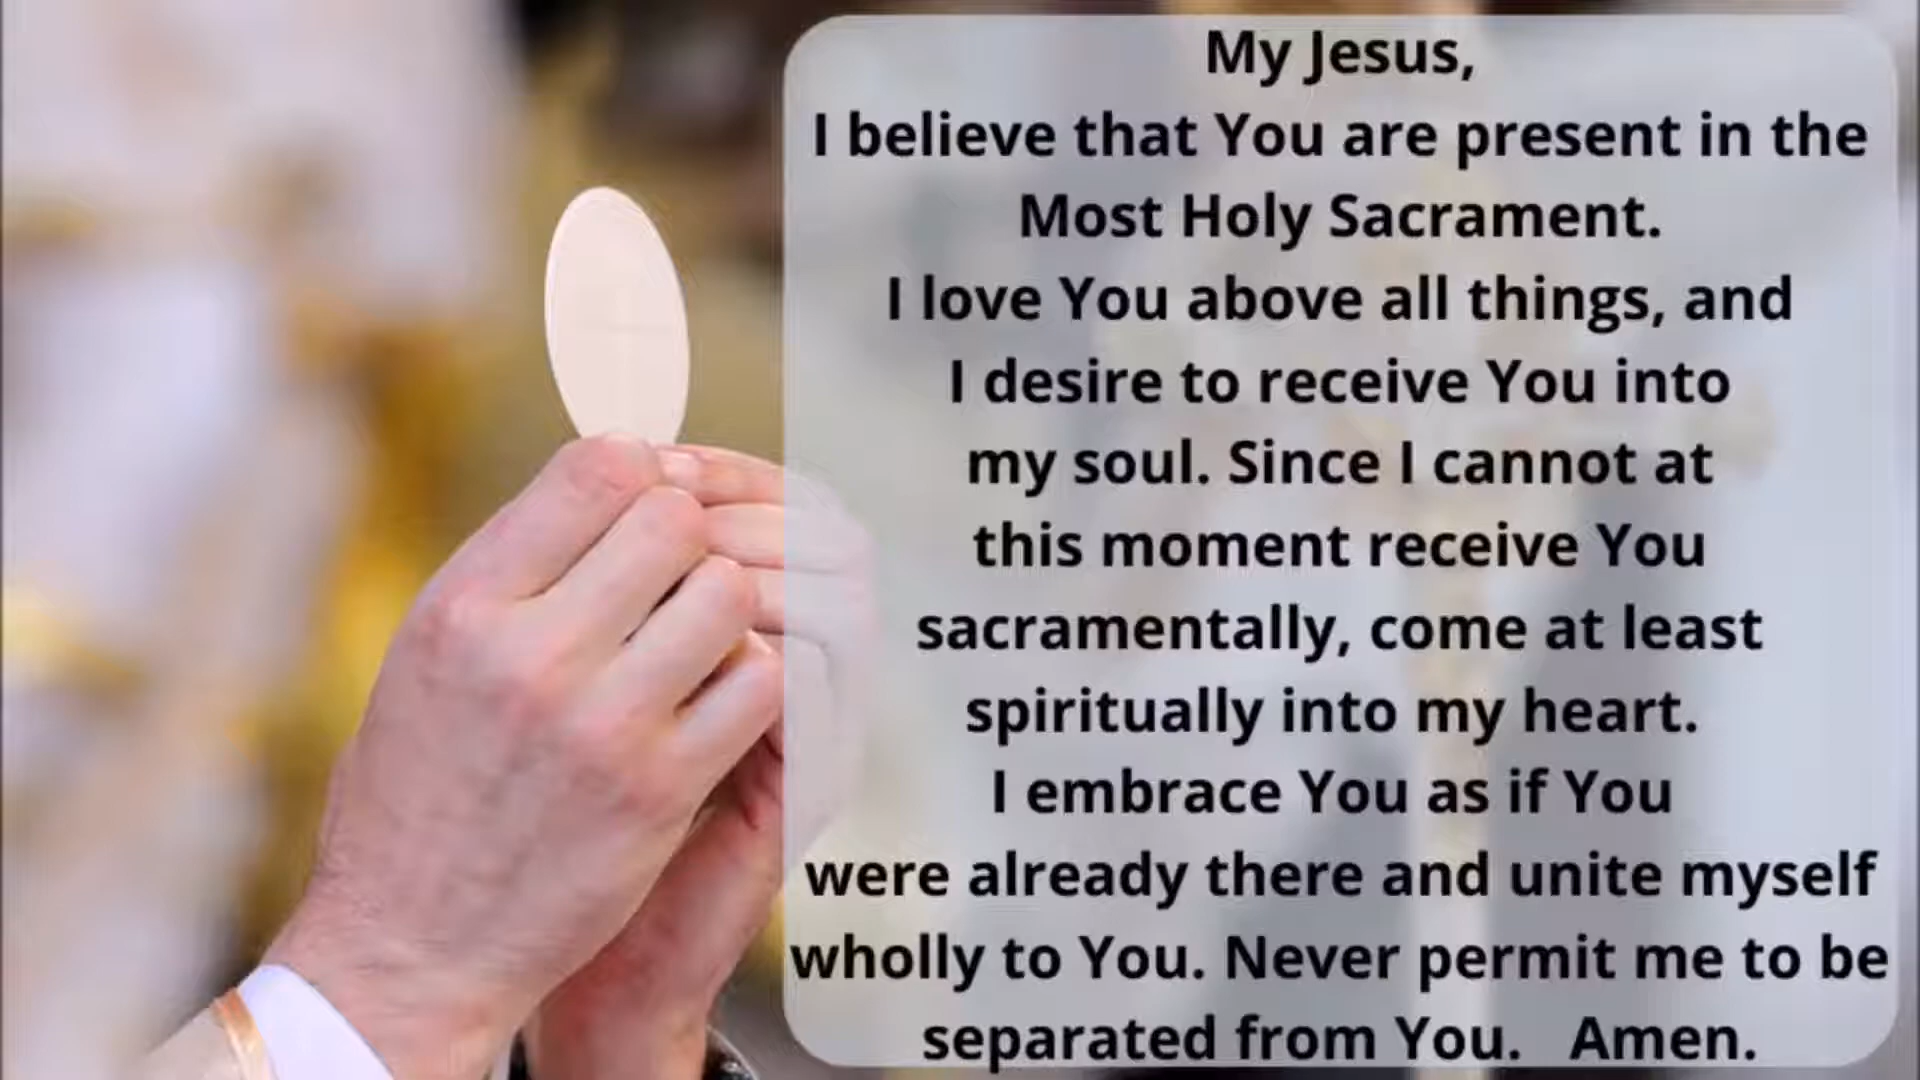 My Jesus,
I believe that You are present in the
Most Holy Sacrament.
I love You above all things, and
I desire to receive You into
my soul. Since I cannot at
this moment receive You
sacramentally, come at least
spiritually into my heart.
I embrace You as if You
were already there and unite myself
wholly to You. Never permit me to be
separated from You. Amen.